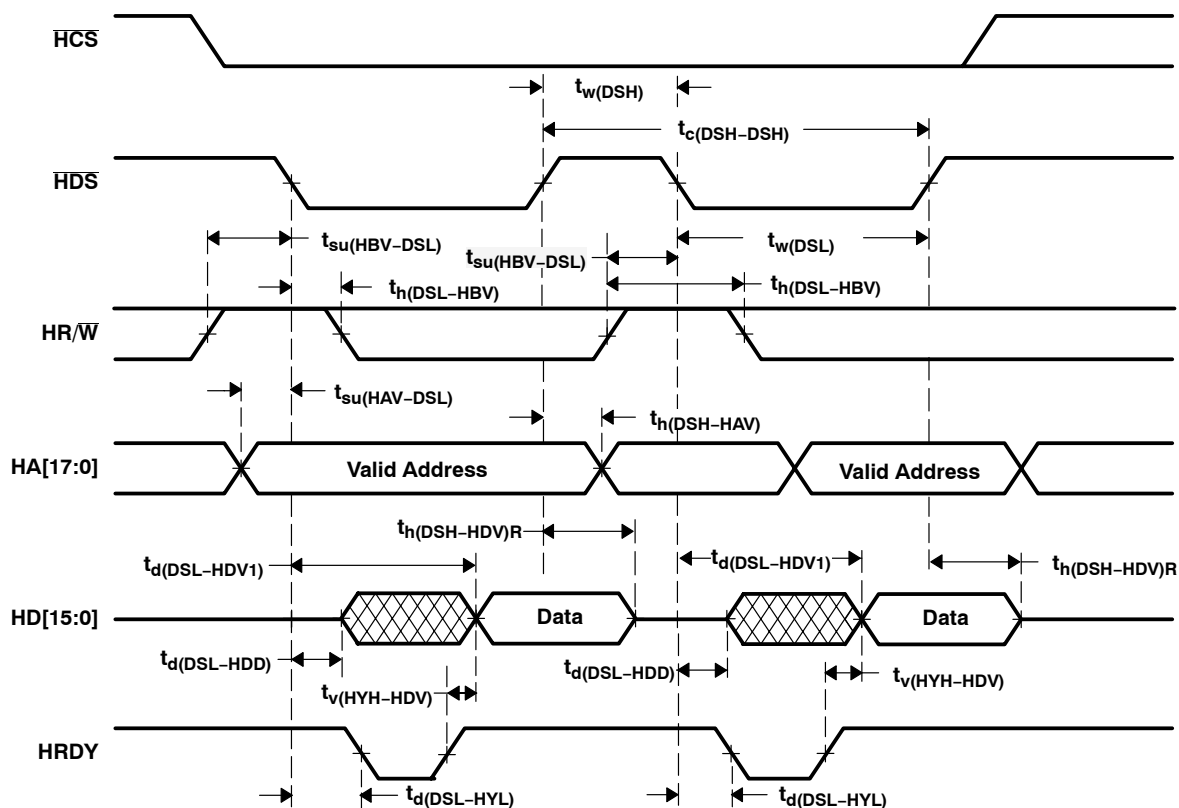 HCS
tw(DSH)
tc(DSH−DSH)
HDS
tsu(HBV−DSL)
tw(DSL)
tsu(HBV−DSL)
th(DSL−HBV)
th(DSL−HBV)
HR/W
tsu(HAV−DSL)
th(DSH−HAV)
HA[17:0]
Valid Address
Valid Address
th(DSH−HDV)R
td(DSL−HDV1)
td(DSL−HDV1)
th(DSH−HDV)R
HD[15:0]
Data
Data
td(DSL−HDD)
td(DSL−HDD)
tv(HYH−HDV)
tv(HYH−HDV)
HRDY
td(DSL−HYL)
td(DSL−HYL)